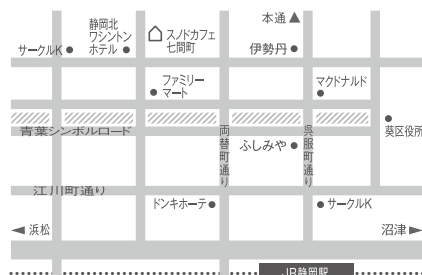 本通▲
静岡北
ワシントン
ホテル
サークルK
スノドカフェ
七間町
伊勢丹
ファミリー
マート
マクドナルド
青葉シンボルロード
両替町通り
呉服町通り
ふしみや
葵区役所
江川町通り
ドンキホーテ
サークルK
◀浜松
沼津▶
JR静岡駅